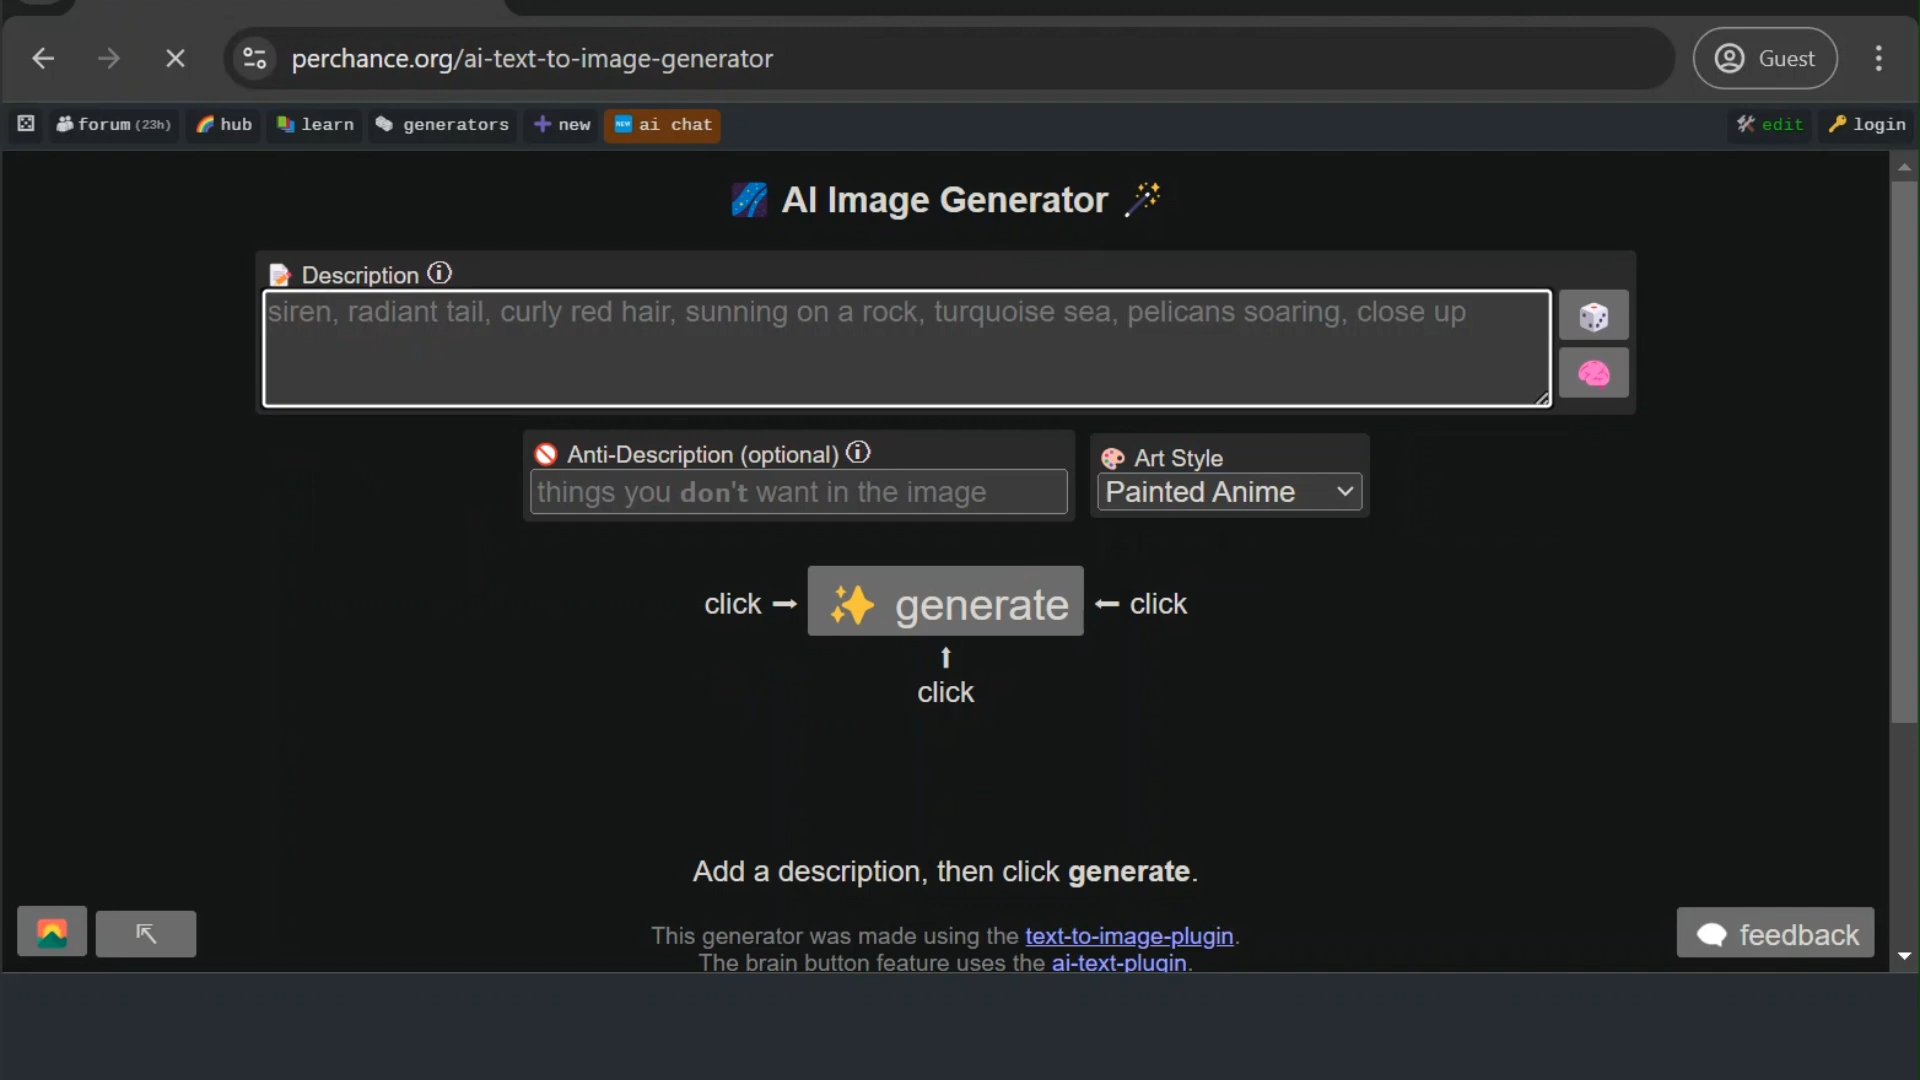 perchance.org/ai-text-to-image-generator
Guest
forum (23h) hub learn generators new NEW ai chat edit login
AI Image Generator
Description
siren, radiant tail, curly red hair, sunning on a rock, turquoise sea, pelicans soaring, close up
Anti-Description (optional)
things you don't want in the image
Art Style
Painted Anime
click → generate ← click
click
Add a description, then click generate.
This generator was made using the text-to-image-plugin.
The brain button feature uses the ai-text-plugin.
feedback